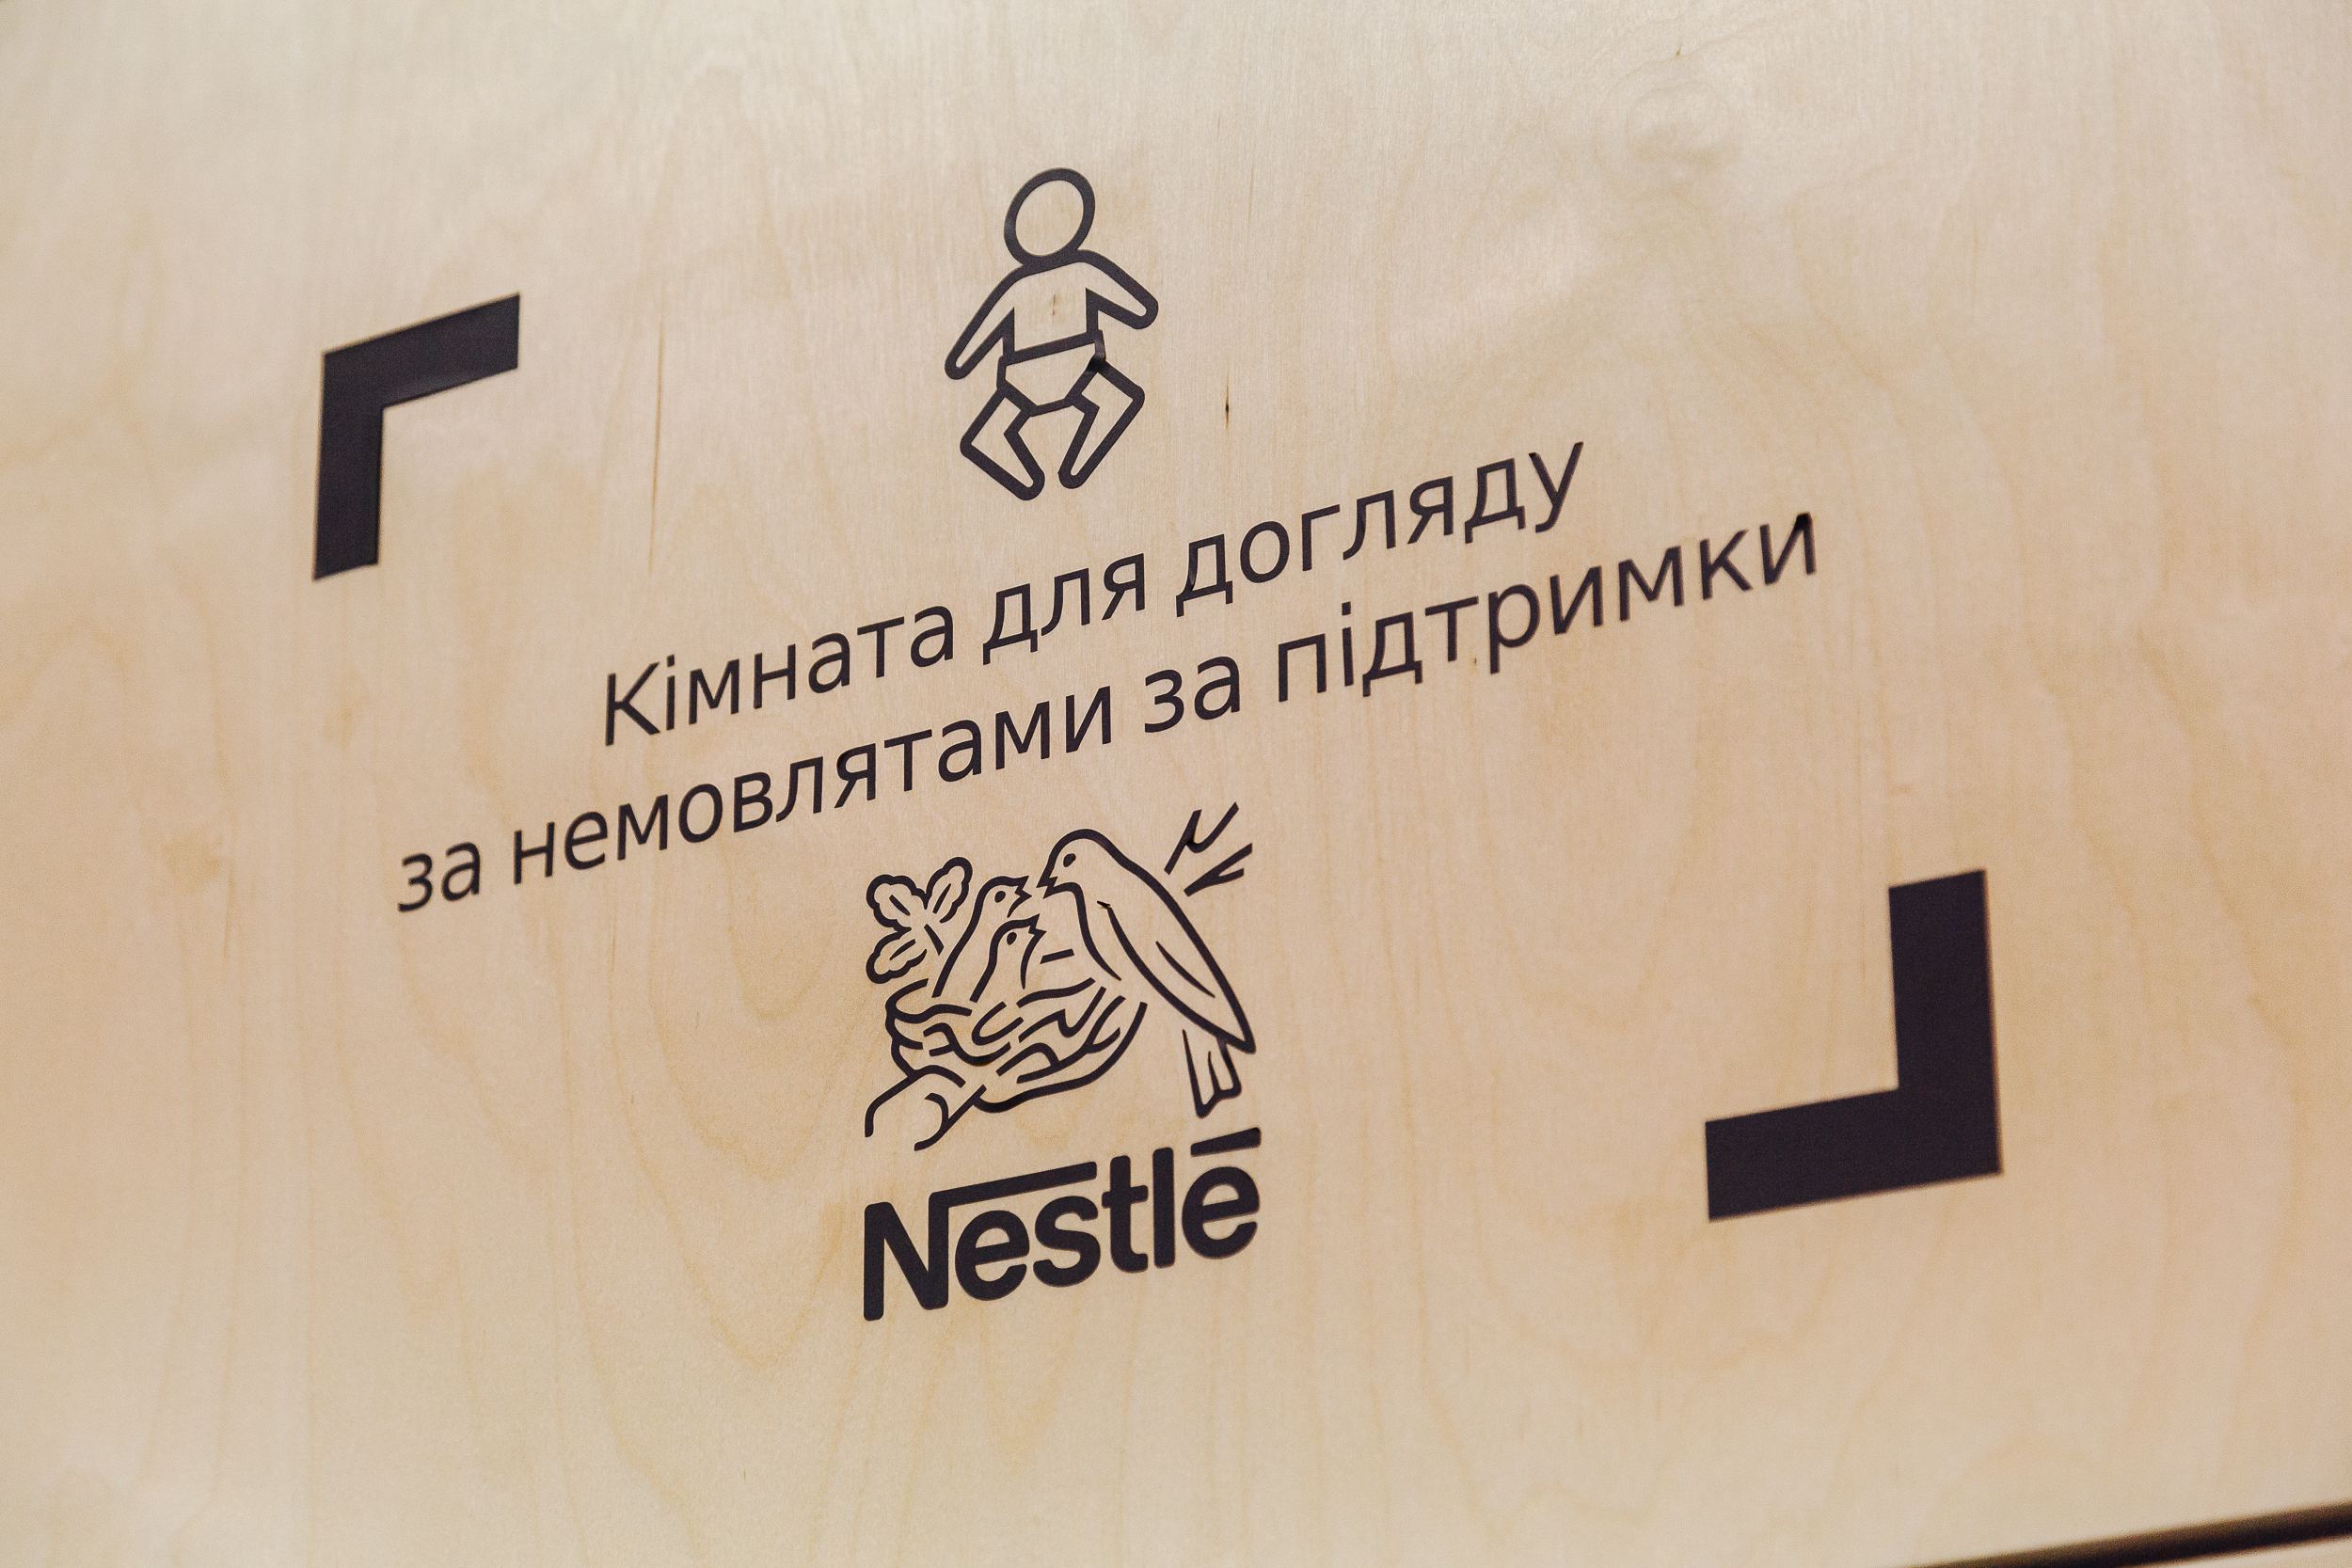 Кімната для догляду
за немовлятами за підтримки
Nestlé